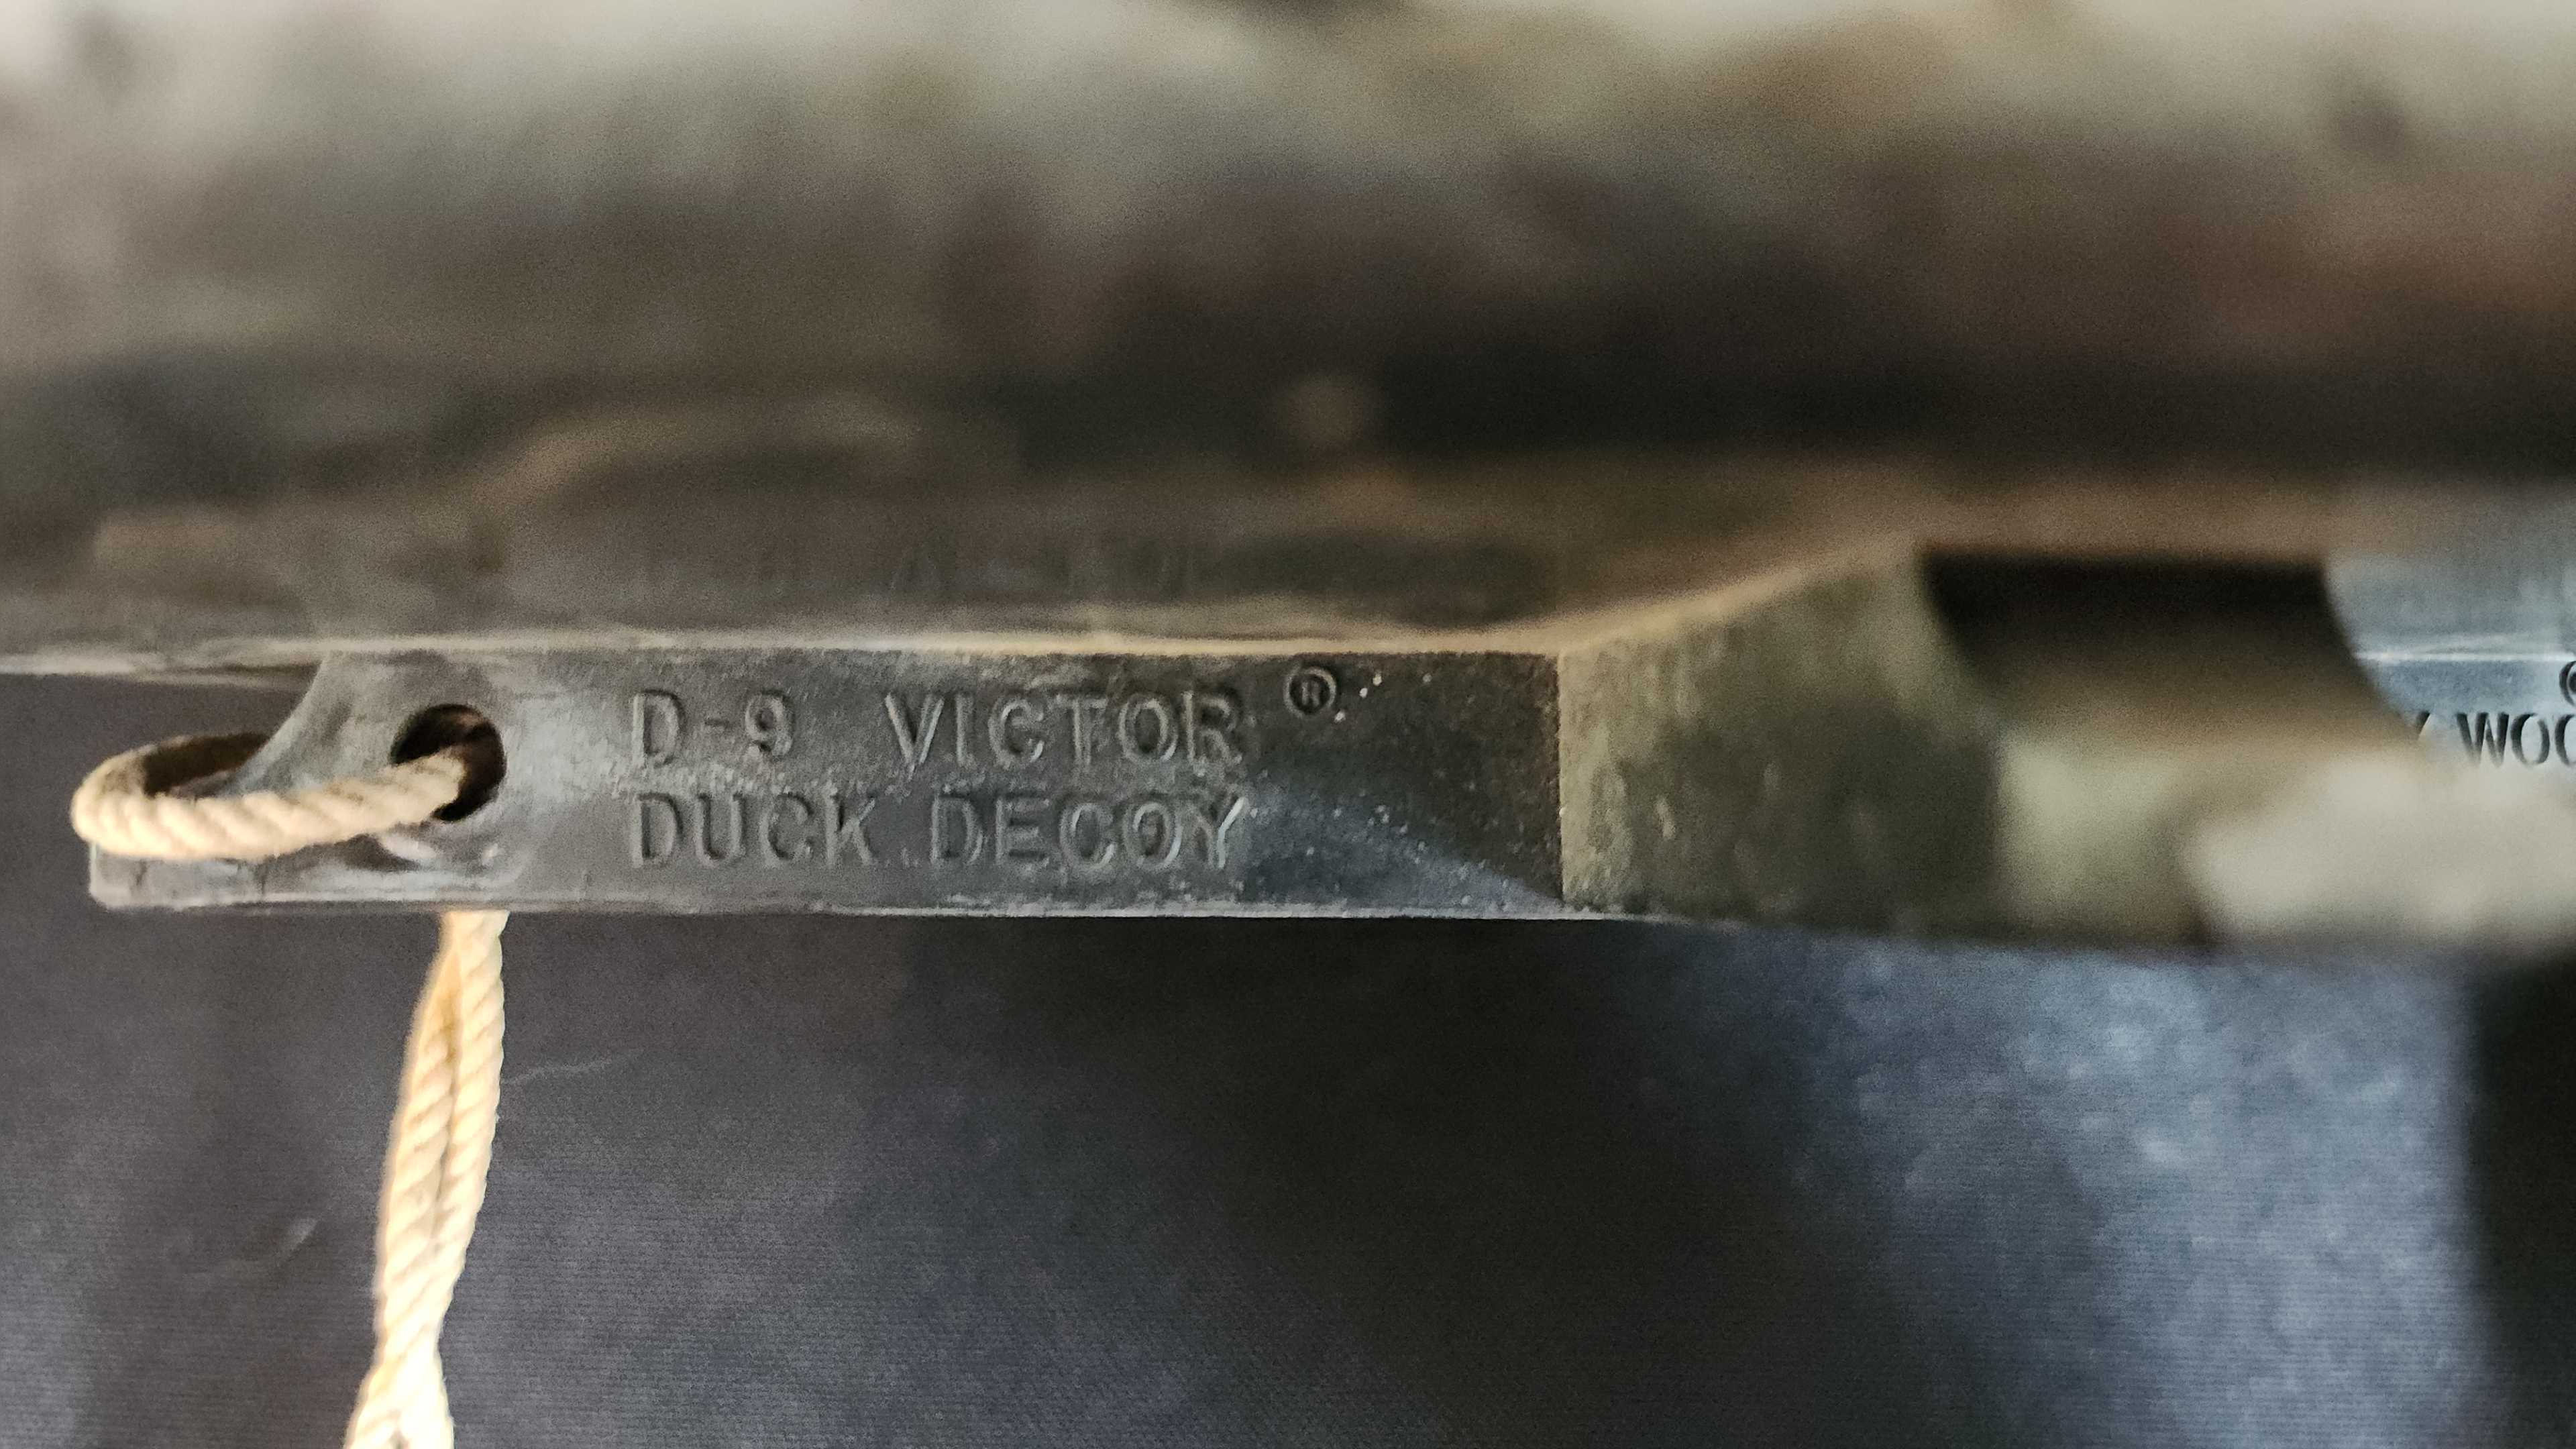 D-9 VICTOR ®
DUCK DECOY